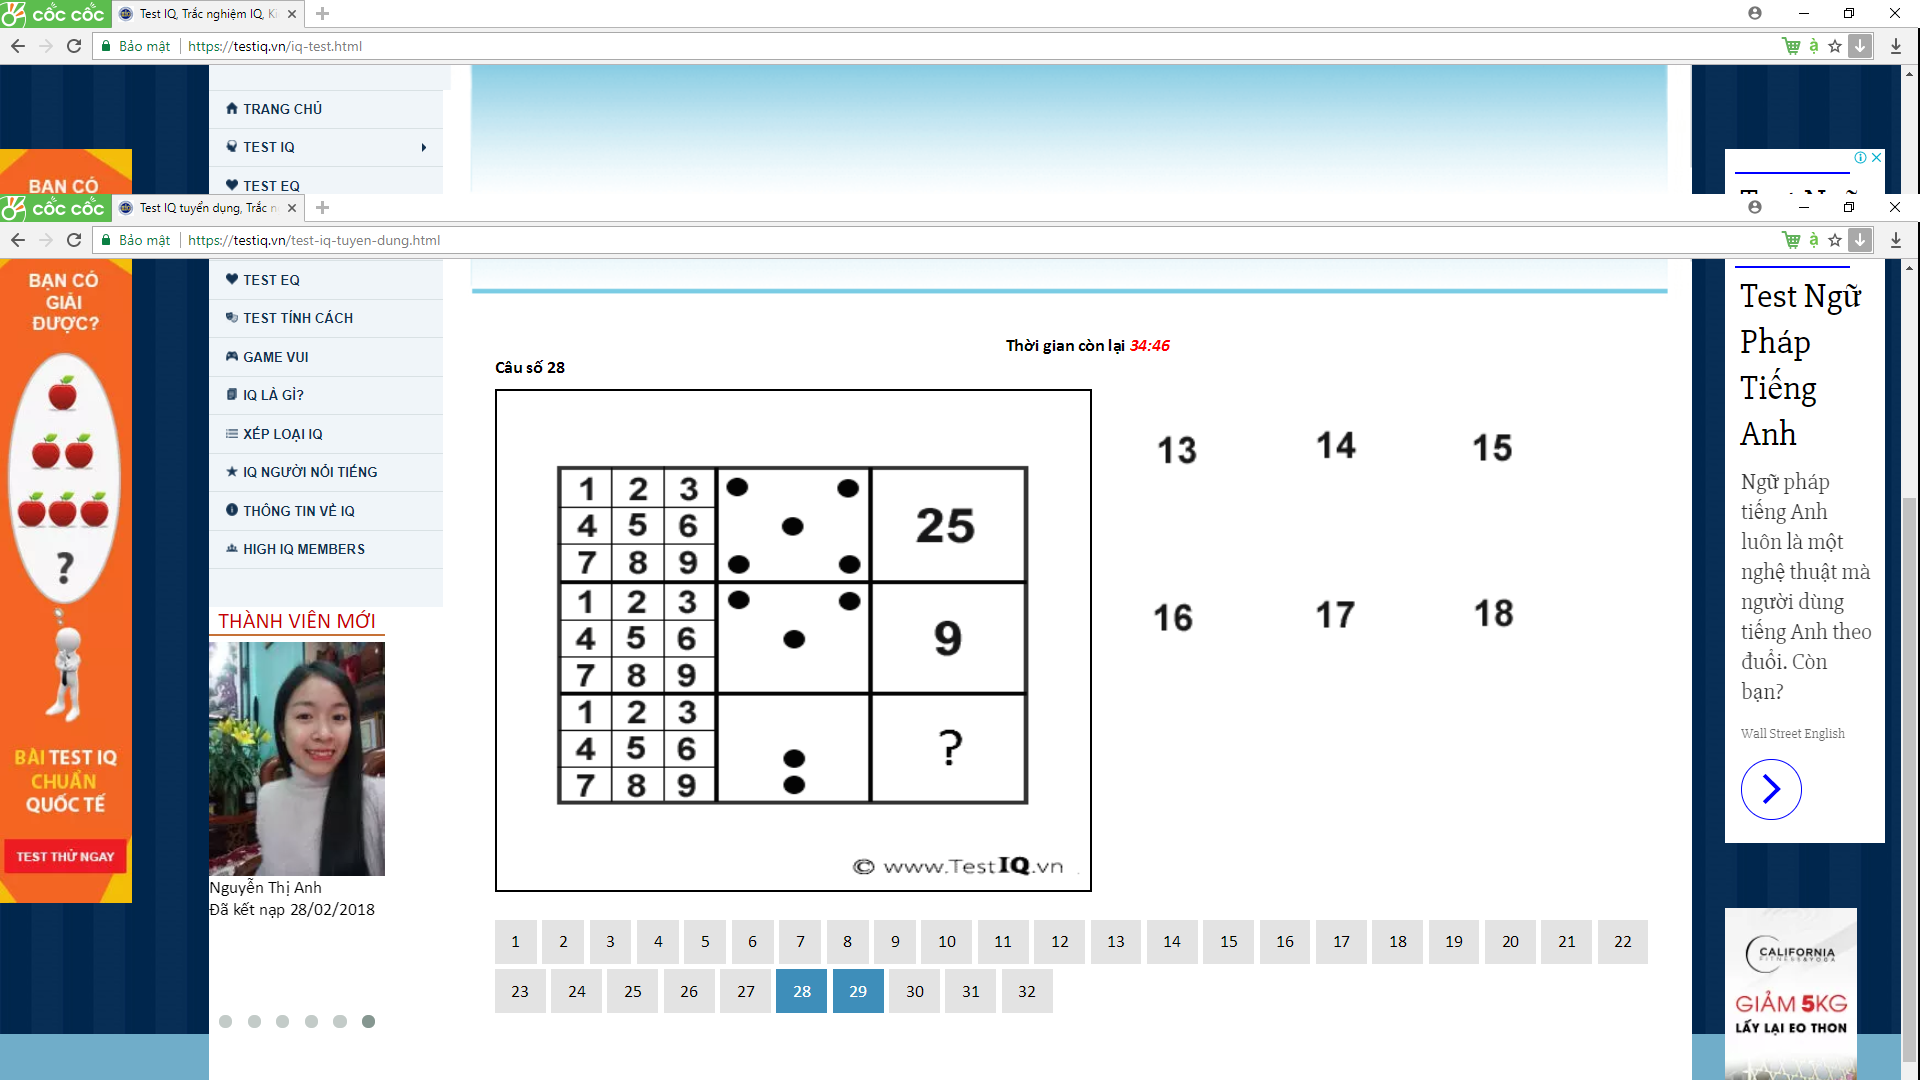 cốc cốc
Test IQ, Trắc nghiệm IQ, Ki
Bảo mật
https://testiq.vn/iq-test.html
TRANG CHỦ
TEST IQ
TEST EQ
BẠN CÓ
cốc cốc
Test IQ tuyển dụng, Trắc n
Bảo mật
https://testiq.vn/test-iq-tuyen-dung.html
BẠN CÓ
GIẢI
ĐƯỢC?
?
BÀI TEST IQ
CHUẨN
QUỐC TẾ
TEST THỬ NGAY
TEST EQ
TEST TÍNH CÁCH
GAME VUI
IQ LÀ GÌ?
XẾP LOẠI IQ
IQ NGƯỜI NỔI TIẾNG
THÔNG TIN VỀ IQ
HIGH IQ MEMBERS
THÀNH VIÊN MỚI
Nguyễn Thị Anh
Đã kết nạp 28/02/2018
Thời gian còn lại 34:46
Câu số 28
1 2 3
4 5 6
7 8 9
25
1 2 3
4 5 6
7 8 9
9
1 2 3
4 5 6
7 8 9
?
© www.TestIQ.vn
13 14 15
16 17 18
1 2 3 4 5 6 7 8 9 10 11 12 13 14 15 16 17 18 19 20 21 22
23 24 25 26 27 28 29 30 31 32
Test Ngữ
Pháp
Tiếng
Anh
Ngữ pháp
tiếng Anh
luôn là một
nghệ thuật mà
người dùng
tiếng Anh theo
đuổi. Còn
bạn?
Wall Street English
CALIFORNIA
FITNESS & YOGA
GIẢM 5KG
LẤY LẠI EO THON